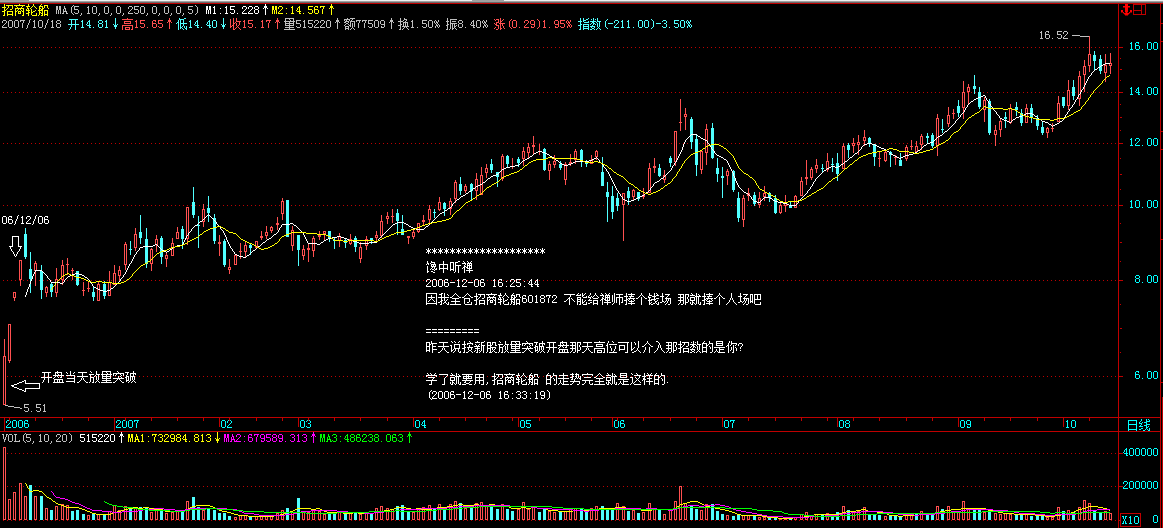 招商轮船 MA(5,10,0,0,250,0,0,0,5) M1:15.228↑M2:14.567↑
2007/10/18 开14.81↓高15.65↑低14.40↓收15.17↑量515220↑额77509↑换1.50% 振8.40% 涨(0.29)1.95% 指数(-211.00)-3.50%
16.52
16.00
14.00
12.00
10.00
06/12/06
8.00
********************
馋中听禅
2006-12-06 16:25:44
因我全仓招商轮船601872 不能给禅师捧个钱场 那就捧个人场吧
=========
昨天说按新股放量突破开盘那天高位可以介入那招数的是你?
学了就要用,招商轮船 的走势完全就是这样的.
(2006-12-06 16:33:19)
开盘当天放量突破
6.00
5.51
2006 2007 02 03 04 05 06 07 08 09 10 日线
VOL(5,10,20) 515220↑MA1:732984.813↓MA2:679589.313↑MA3:486238.063↑
400000
200000
X10 0